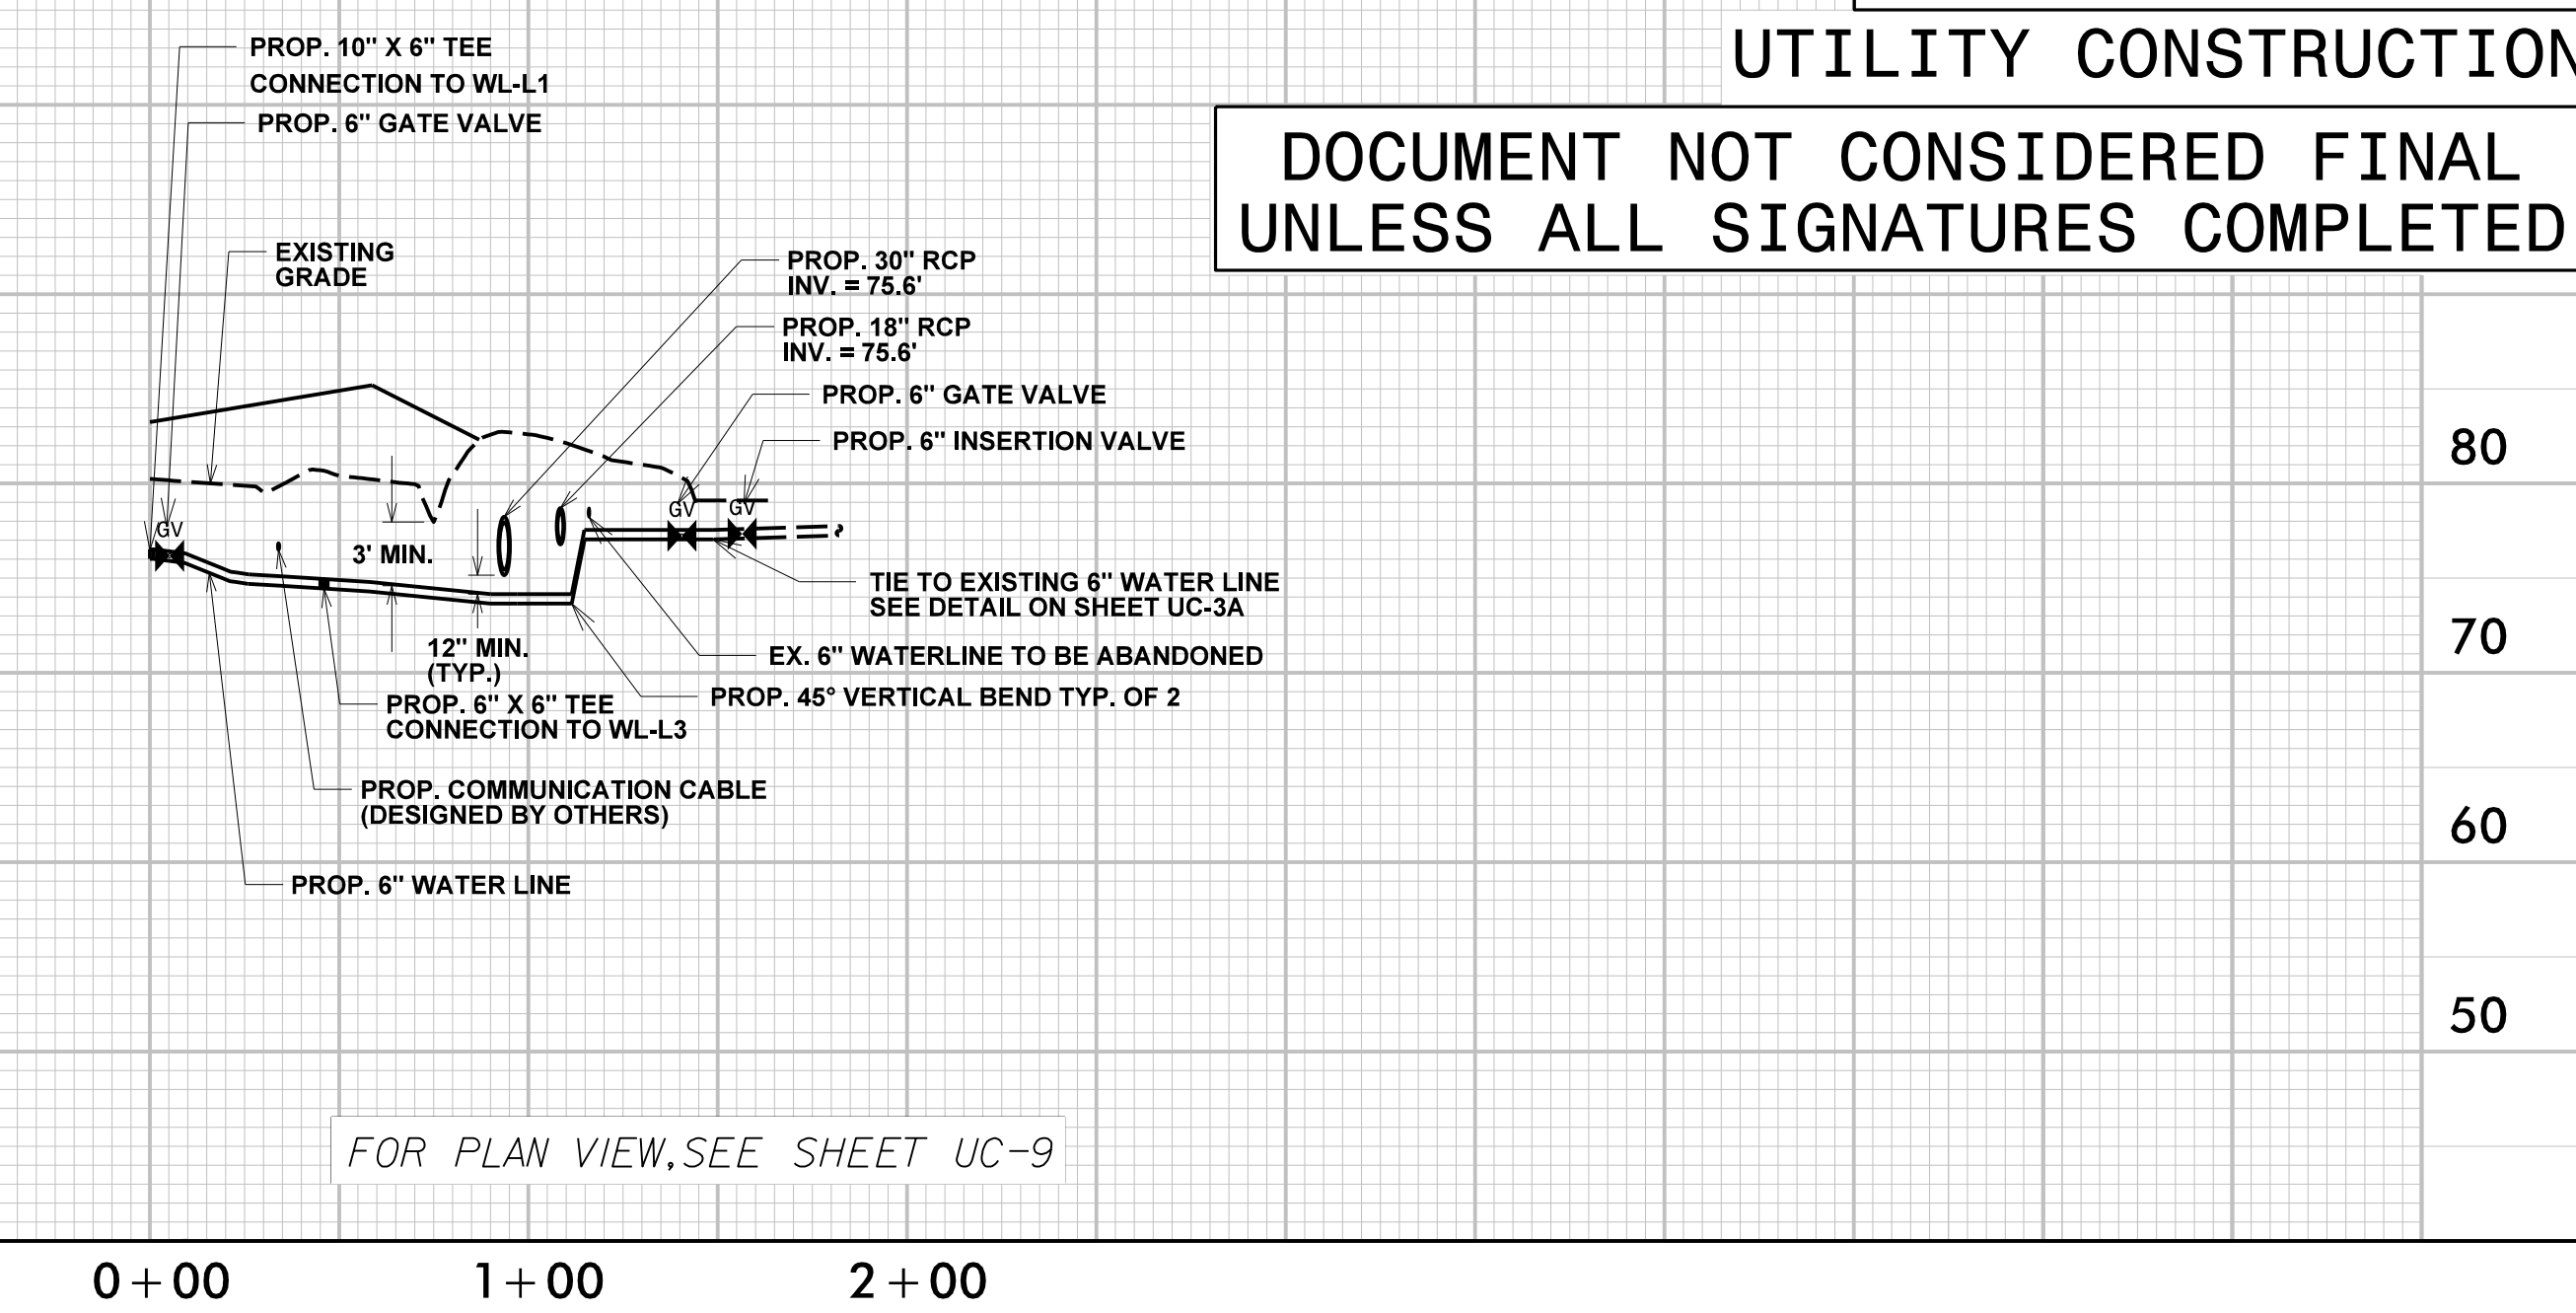 UTILITY CONSTRUCTION
DOCUMENT NOT CONSIDERED FINAL
UNLESS ALL SIGNATURES COMPLETED
PROP. 10" X 6" TEE
CONNECTION TO WL-L1
PROP. 6" GATE VALVE
EXISTING
GRADE
PROP. 30" RCP
INV. = 75.6'
PROP. 18" RCP
INV. = 75.6'
PROP. 6" GATE VALVE
PROP. 6" INSERTION VALVE
GV
GV
GV
3' MIN.
TIE TO EXISTING 6" WATER LINE
SEE DETAIL ON SHEET UC-3A
12" MIN.
(TYP.)
EX. 6" WATERLINE TO BE ABANDONED
PROP. 45° VERTICAL BEND TYP. OF 2
PROP. 6" X 6" TEE
CONNECTION TO WL-L3
PROP. COMMUNICATION CABLE
(DESIGNED BY OTHERS)
PROP. 6" WATER LINE
80
70
60
50
FOR PLAN VIEW, SEE SHEET UC-9
0+00
1+00
2+00